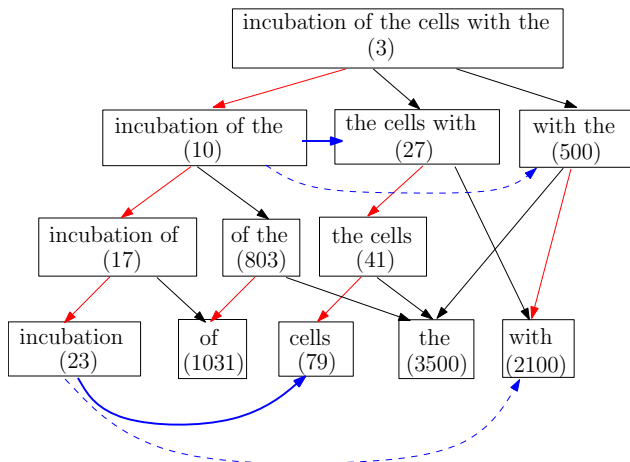 incubation of the cells with the
(3)
incubation of the
(10)
the cells with
(27)
with the
(500)
incubation of
(17)
of the
(803)
the cells
(41)
incubation
(23)
of
(1031)
cells
(79)
the
(3500)
with
(2100)